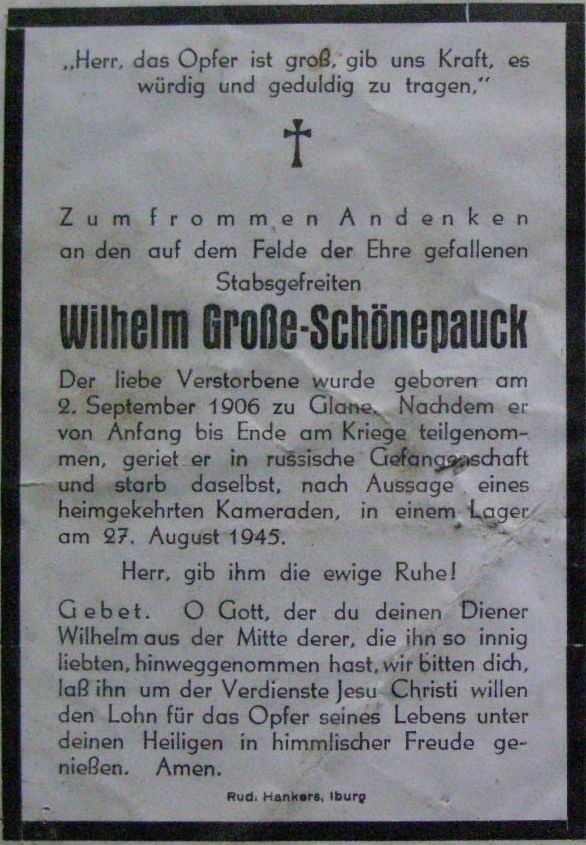 „Herr, das Opfer ist groß, gib uns Kraft, es
würdig und geduldig zu tragen,“
Zum frommen Andenken
an den auf dem Felde der Ehre gefallenen
Stabsgefreiten
Wilhelm Große-Schönepauck
Der liebe Verstorbene wurde geboren am
2. September 1906 zu Glane. Nachdem er
von Anfang bis Ende am Kriege teilgenom-
men, geriet er in russische Gefangenschaft
und starb daselbst, nach Aussage eines
heimgekehrten Kameraden, in einem Lager
am 27. August 1945.
Herr, gib ihm die ewige Ruhe!
Gebet. O Gott, der du deinen Diener
Wilhelm aus der Mitte derer, die ihn so innig
liebten, hinweggenommen hast, wir bitten dich,
laß ihn um der Verdienste Jesu Christi willen
den Lohn für das Opfer seines Lebens unter
deinen Heiligen in himmlischer Freude ge-
nießen. Amen.
Rud. Hankers, Iburg